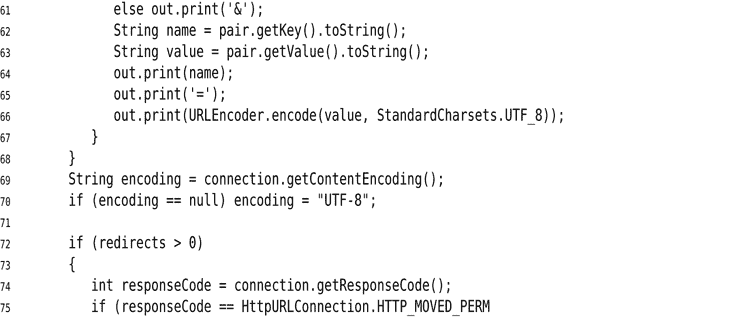 61 else out.print('&');
62 String name = pair.getKey().toString();
63 String value = pair.getValue().toString();
64 out.print(name);
65 out.print('=');
66 out.print(URLEncoder.encode(value, StandardCharsets.UTF_8));
67 }
68 }
69 String encoding = connection.getContentEncoding();
70 if (encoding == null) encoding = "UTF-8";
71
72 if (redirects > 0)
73 {
74 int responseCode = connection.getResponseCode();
75 if (responseCode == HttpURLConnection.HTTP_MOVED_PERM